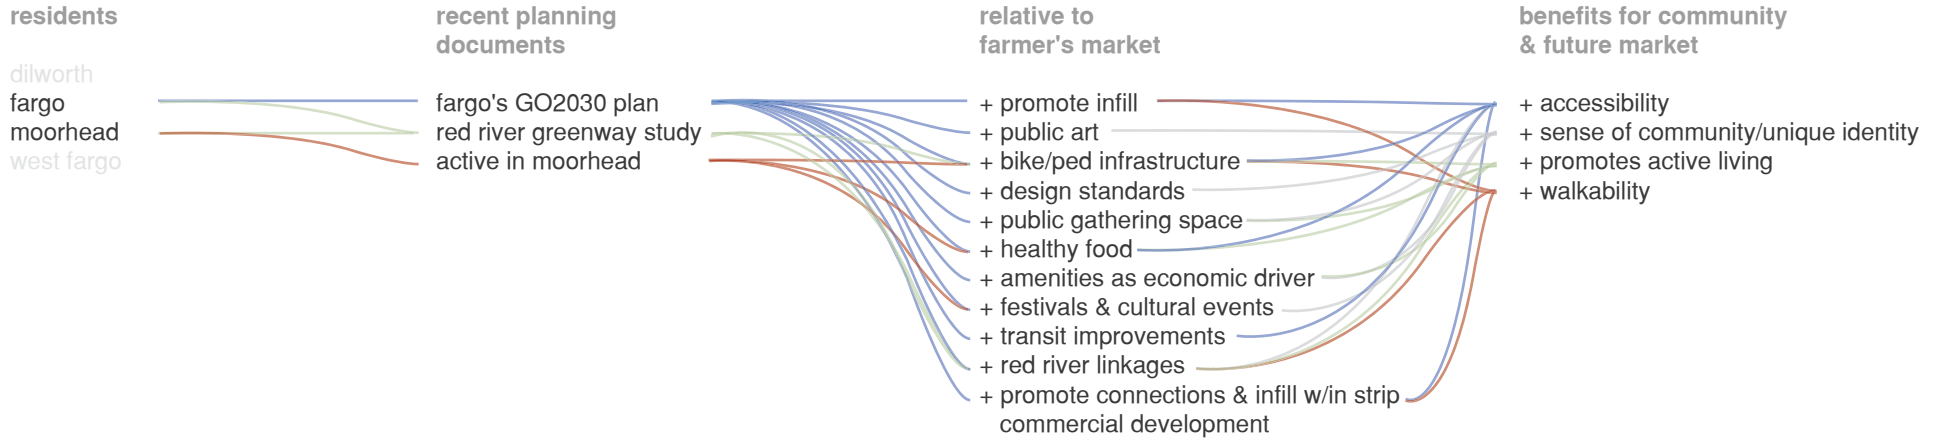 residents
dilworth
fargo
moorhead
west fargo
recent planning
documents
fargo's GO2030 plan
red river greenway study
active in moorhead
relative to
farmer's market
+ promote infill
+ public art
+ bike/ped infrastructure
+ design standards
+ public gathering space
+ healthy food
+ amenities as economic driver
+ festivals & cultural events
+ transit improvements
+ red river linkages
+ promote connections & infill w/in strip
commercial development
benefits for community
& future market
+ accessibility
+ sense of community/unique identity
+ promotes active living
+ walkability